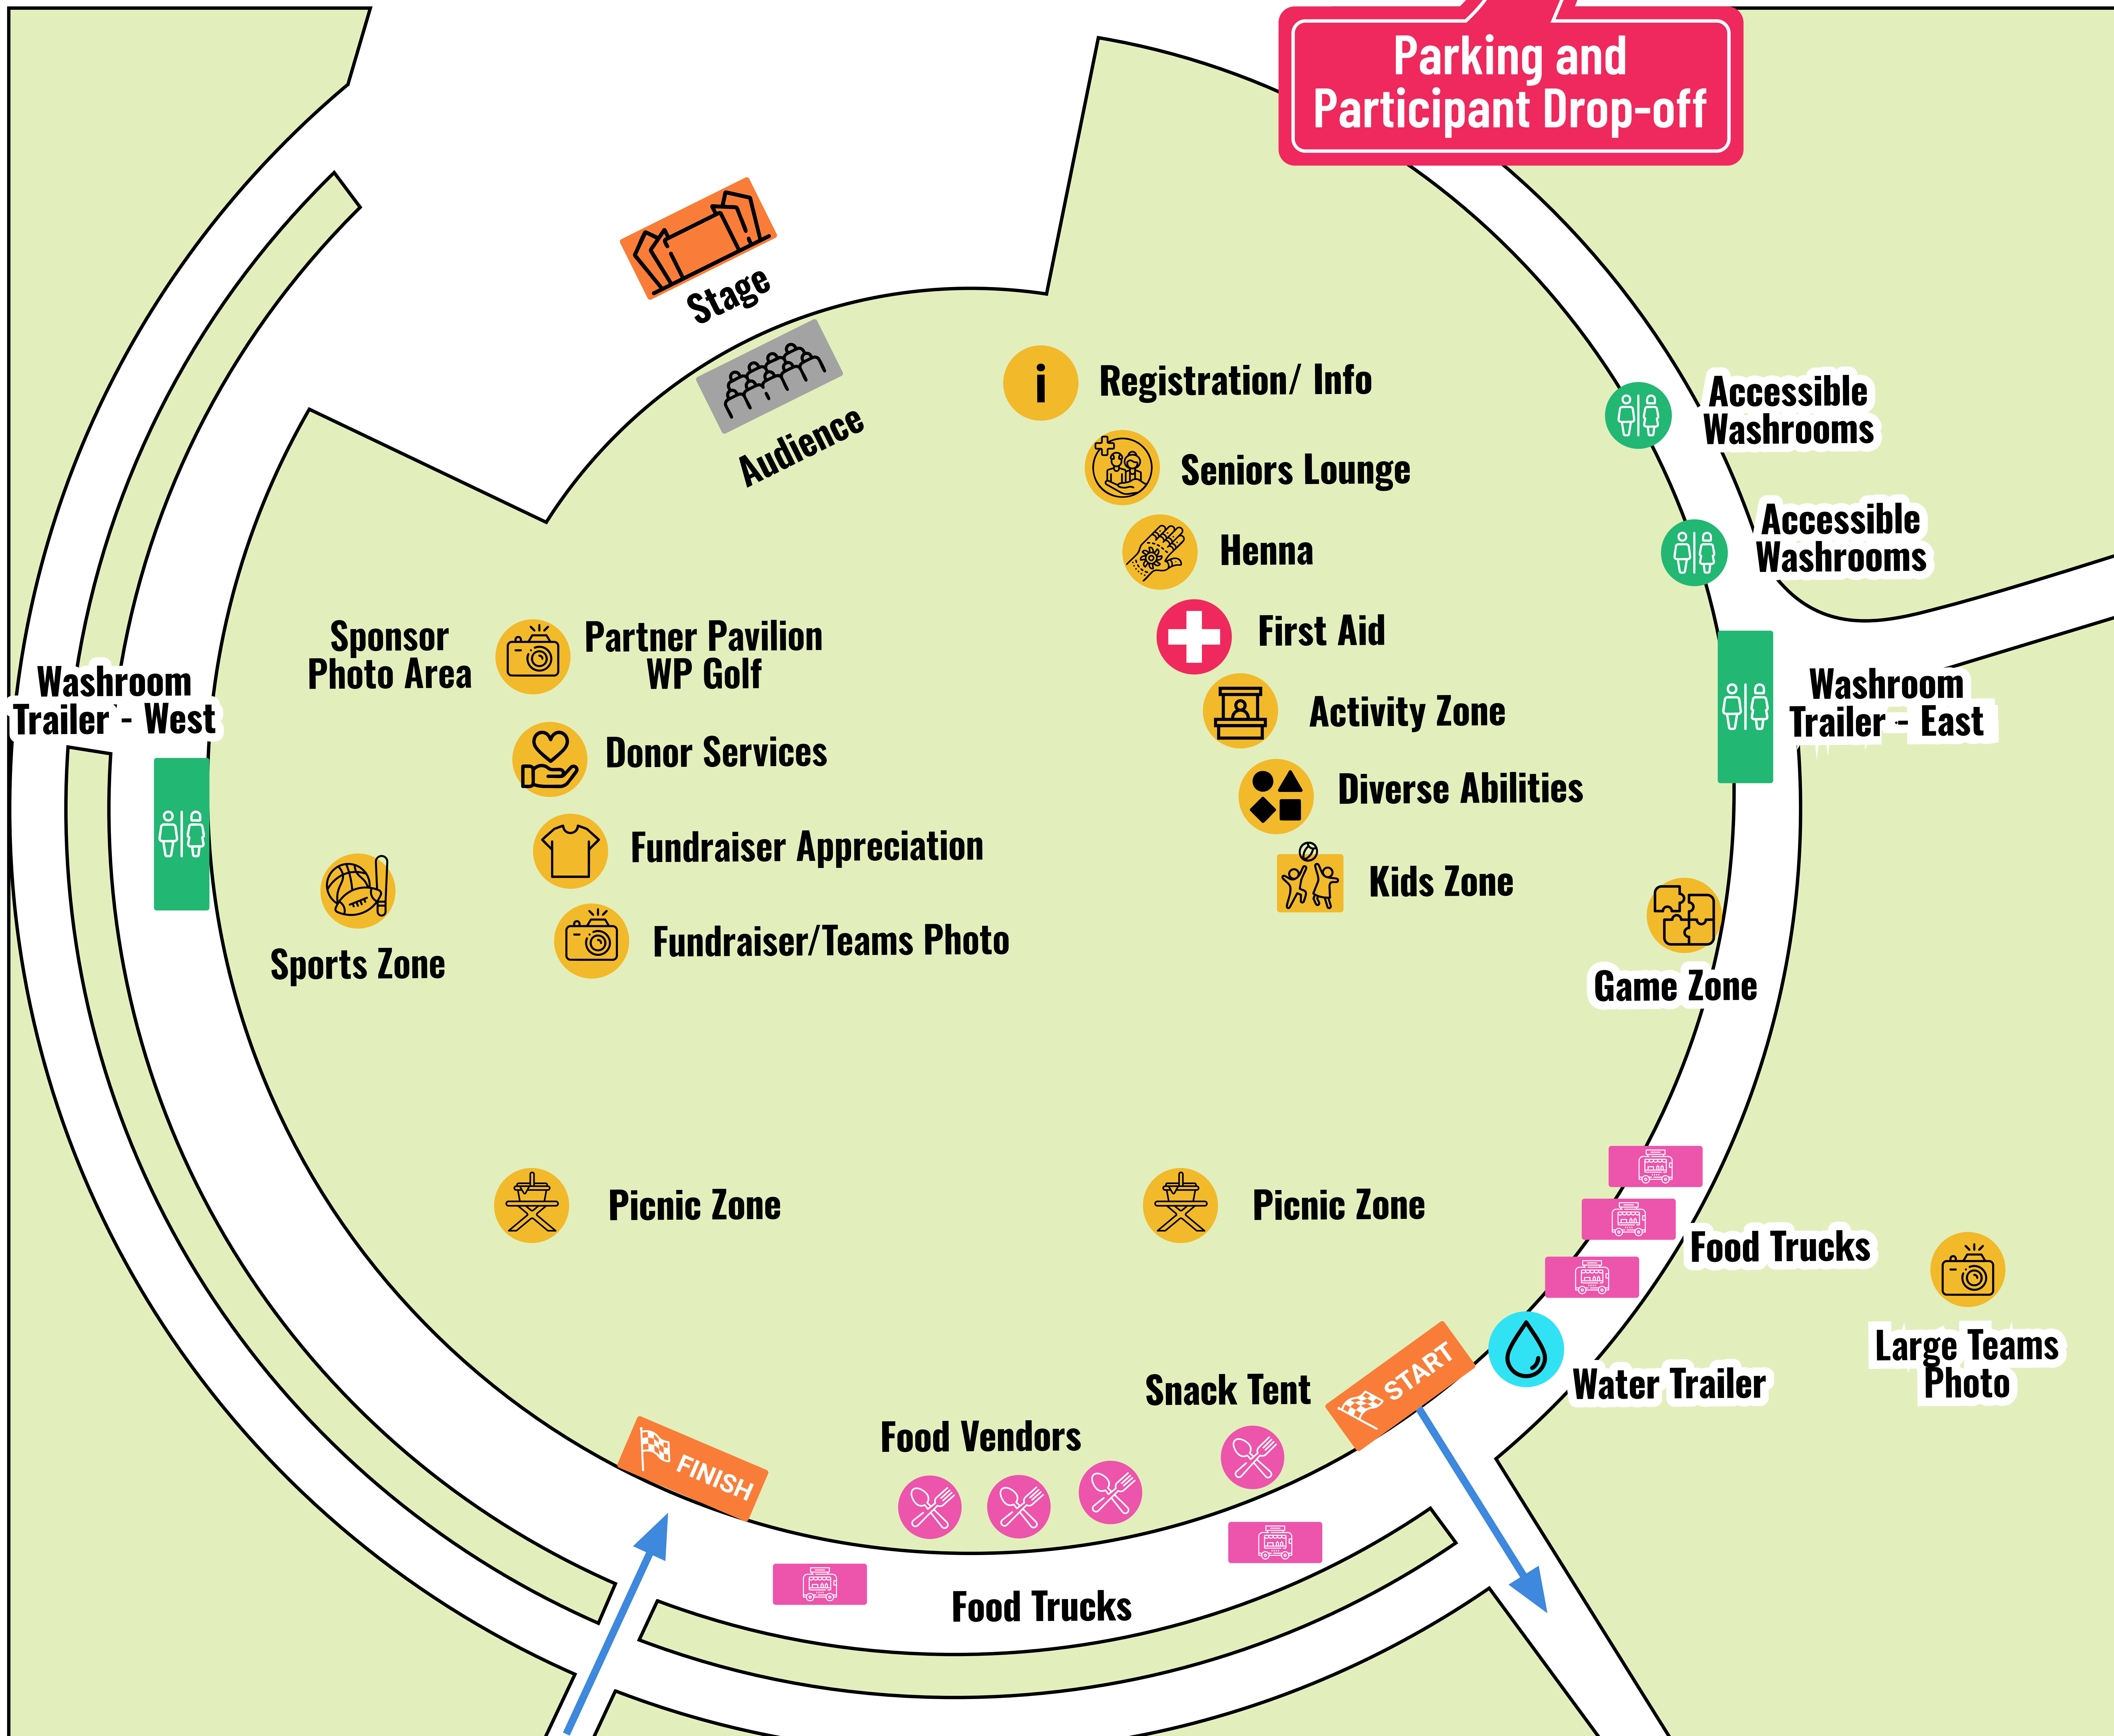 Parking and
Participant Drop-off
Stage
Audience
i
Registration/ Info
Seniors Lounge
Henna
First Aid
Activity Zone
Diverse Abilities
Kids Zone
Accessible
Washrooms
Accessible
Washrooms
Washroom
Trailer - East
Game Zone
Sponsor
Photo Area
Partner Pavilion
WP Golf
Washroom
Trailer - West
Donor Services
Fundraiser Appreciation
Fundraiser/Teams Photo
Sports Zone
Picnic Zone
Picnic Zone
Food Trucks
Large Teams
Photo
Water Trailer
START
Snack Tent
Food Vendors
FINISH
Food Trucks